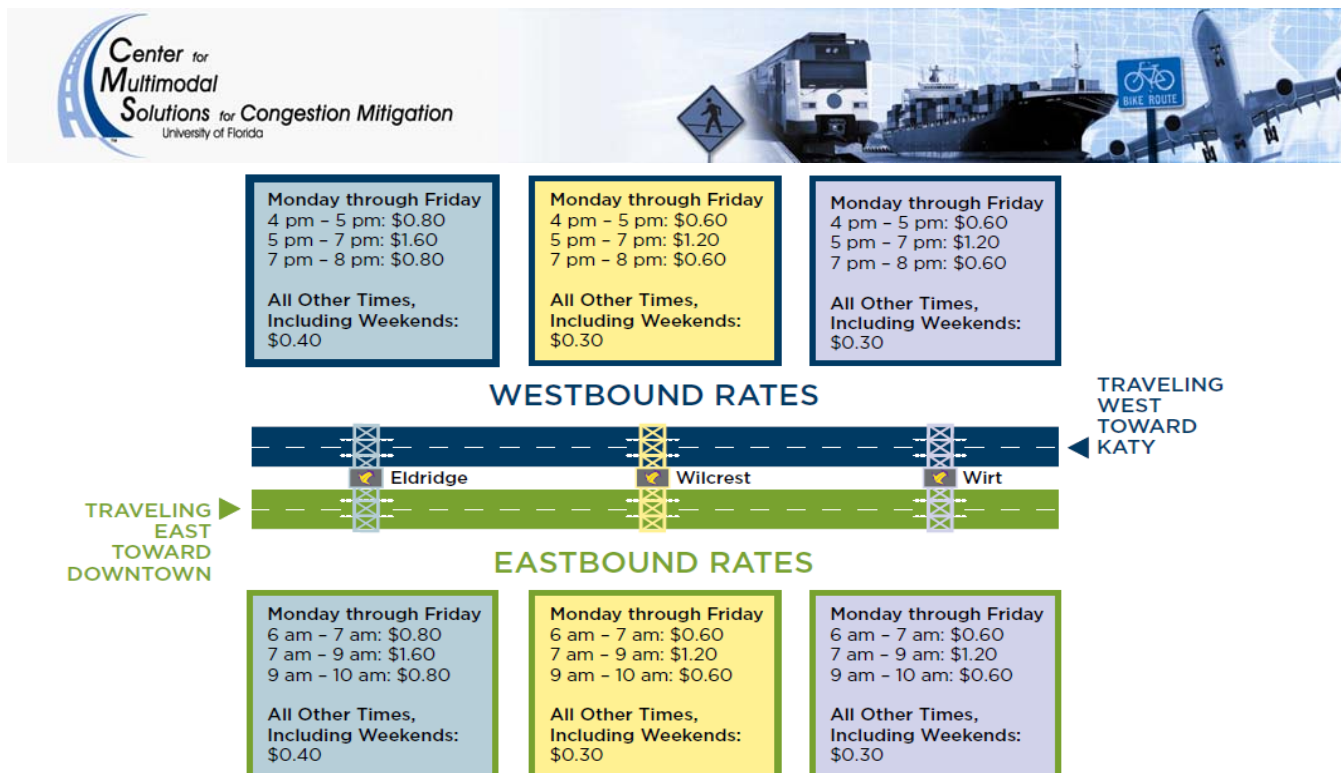 Center for
Multimodal
Solutions for Congestion Mitigation
University of Florida
BIKE ROUTE
Monday through Friday
4 pm – 5 pm: $0.80
5 pm – 7 pm: $1.60
7 pm – 8 pm: $0.80
All Other Times,
Including Weekends:
$0.40
Monday through Friday
4 pm – 5 pm: $0.60
5 pm – 7 pm: $1.20
7 pm – 8 pm: $0.60
All Other Times,
Including Weekends:
$0.30
Monday through Friday
4 pm – 5 pm: $0.60
5 pm – 7 pm: $1.20
7 pm – 8 pm: $0.60
All Other Times,
Including Weekends:
$0.30
WESTBOUND RATES
TRAVELING
WEST
TOWARD
KATY
Eldridge
Wilcrest
Wirt
TRAVELING
EAST
TOWARD
DOWNTOWN
EASTBOUND RATES
Monday through Friday
6 am – 7 am: $0.80
7 am – 9 am: $1.60
9 am – 10 am: $0.80
All Other Times,
Including Weekends:
$0.40
Monday through Friday
6 am – 7 am: $0.60
7 am – 9 am: $1.20
9 am – 10 am: $0.60
All Other Times,
Including Weekends:
$0.30
Monday through Friday
6 am – 7 am: $0.60
7 am – 9 am: $1.20
9 am – 10 am: $0.60
All Other Times,
Including Weekends:
$0.30